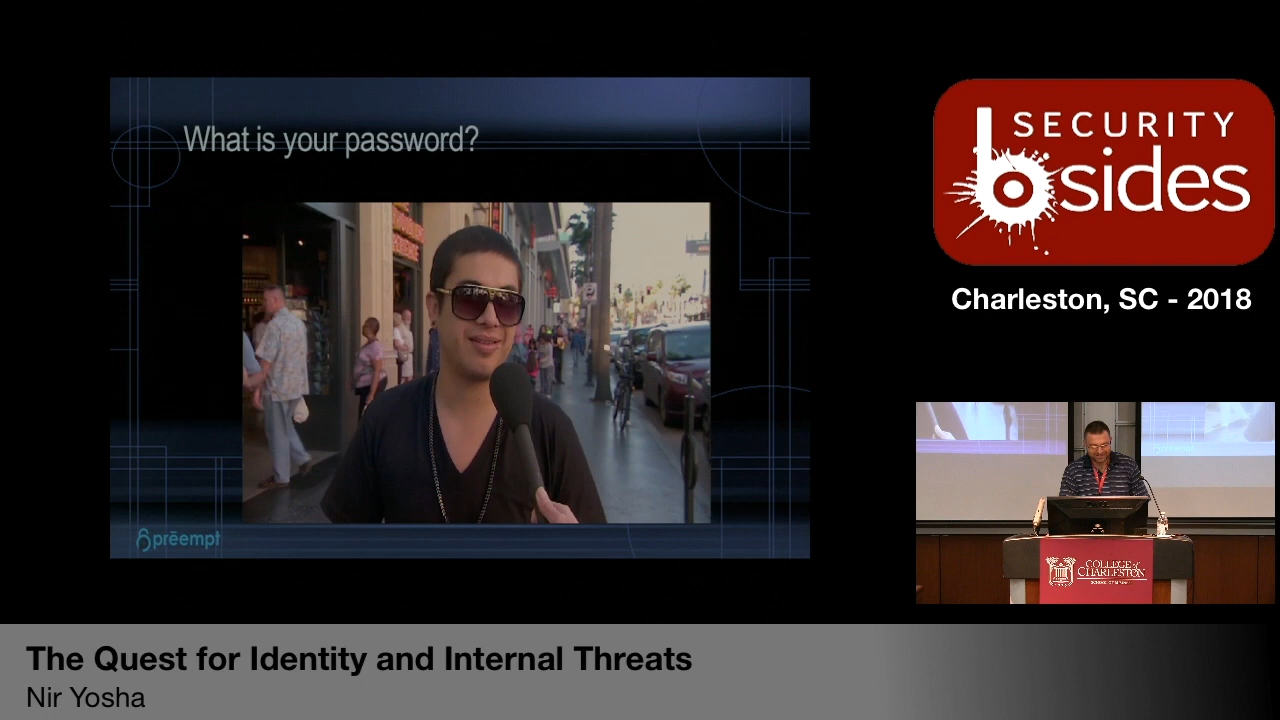 What is your password?
prēempt
SECURITY
bsides
Charleston, SC - 2018
COLLEGE of
CHARLESTON
The Quest for Identity and Internal Threats
Nir Yosha